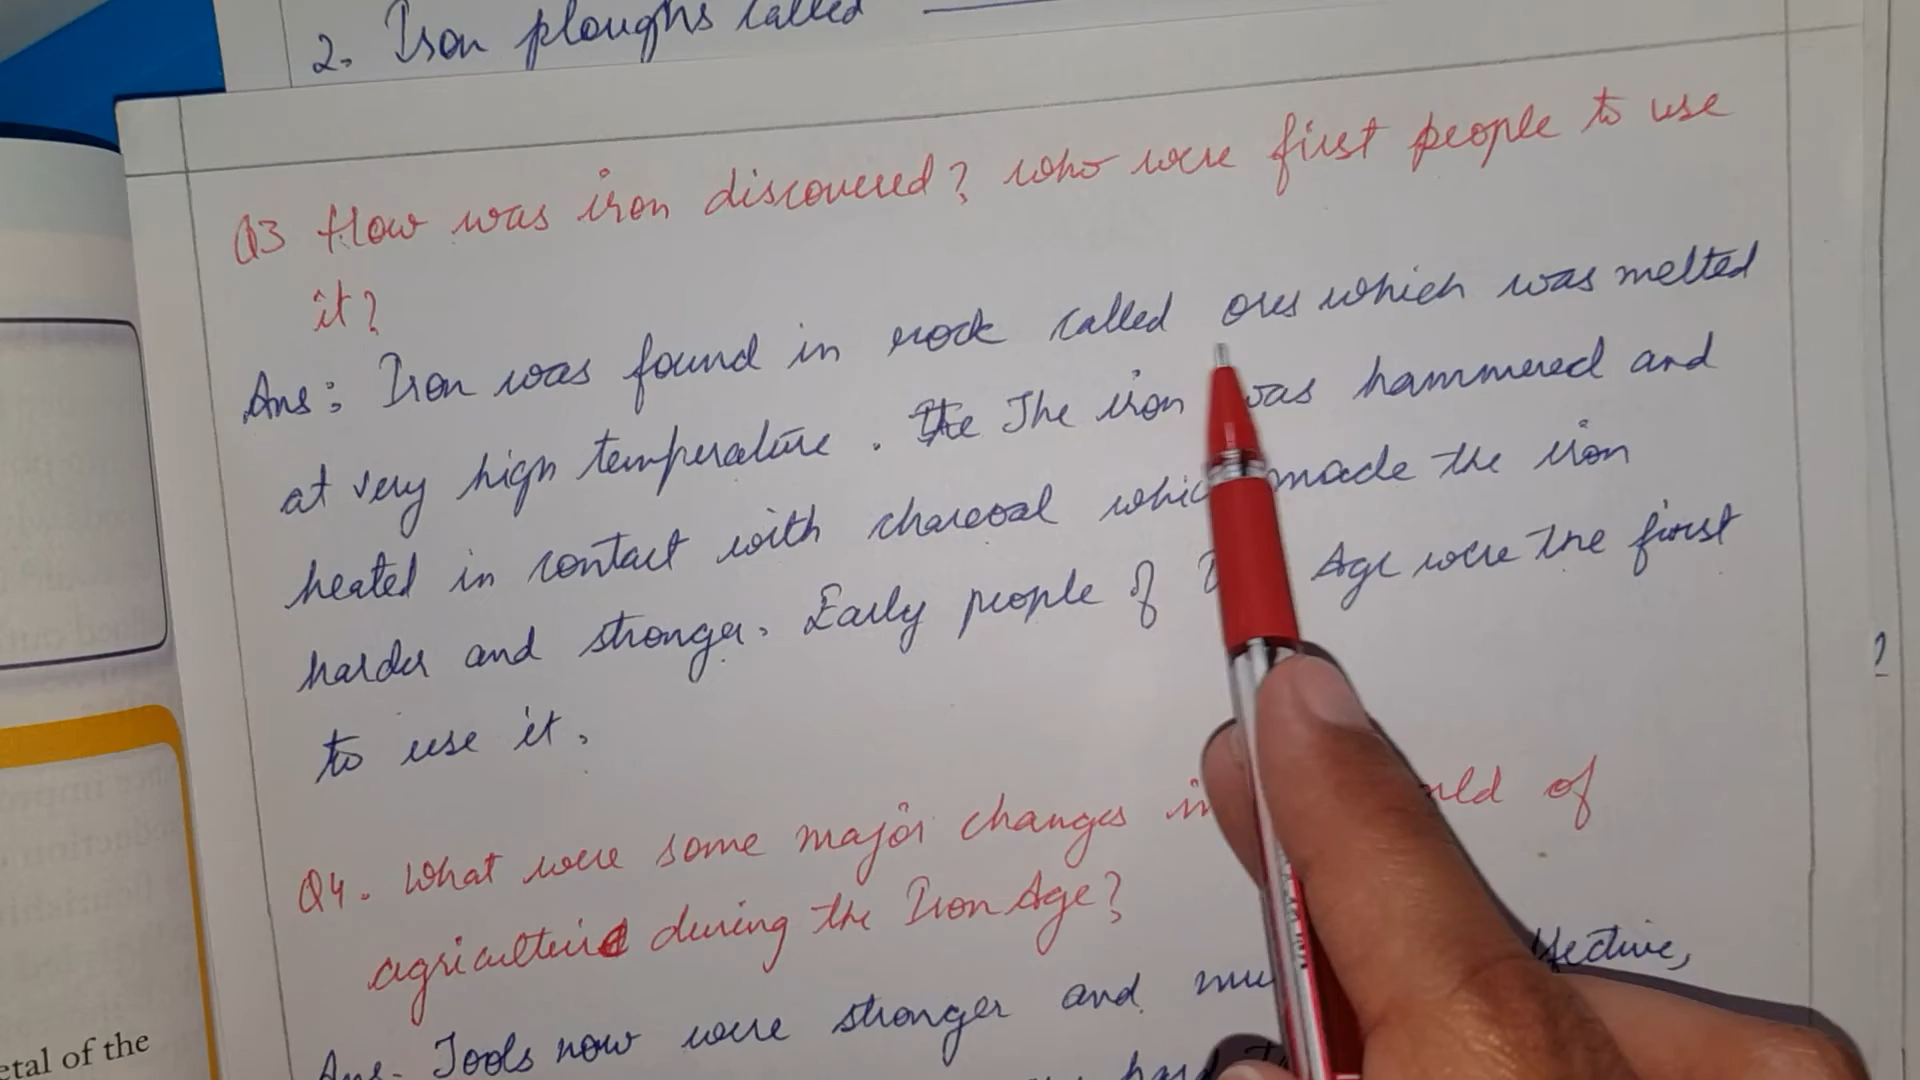 2. Iron ploughs called
Q3 How was iron discovered? who were first people to use
it?
Ans: Iron was found in rock called ores which was melted
at very high temperature. The iron was hammered and
heated in contact with charcoal which made the iron
harder and stronger. Early people of Age were the first
to use it.
Q4. What were some major changes in of
agriculture during the Iron Age?
Ans. Tools now were stronger and
hard
etal of the